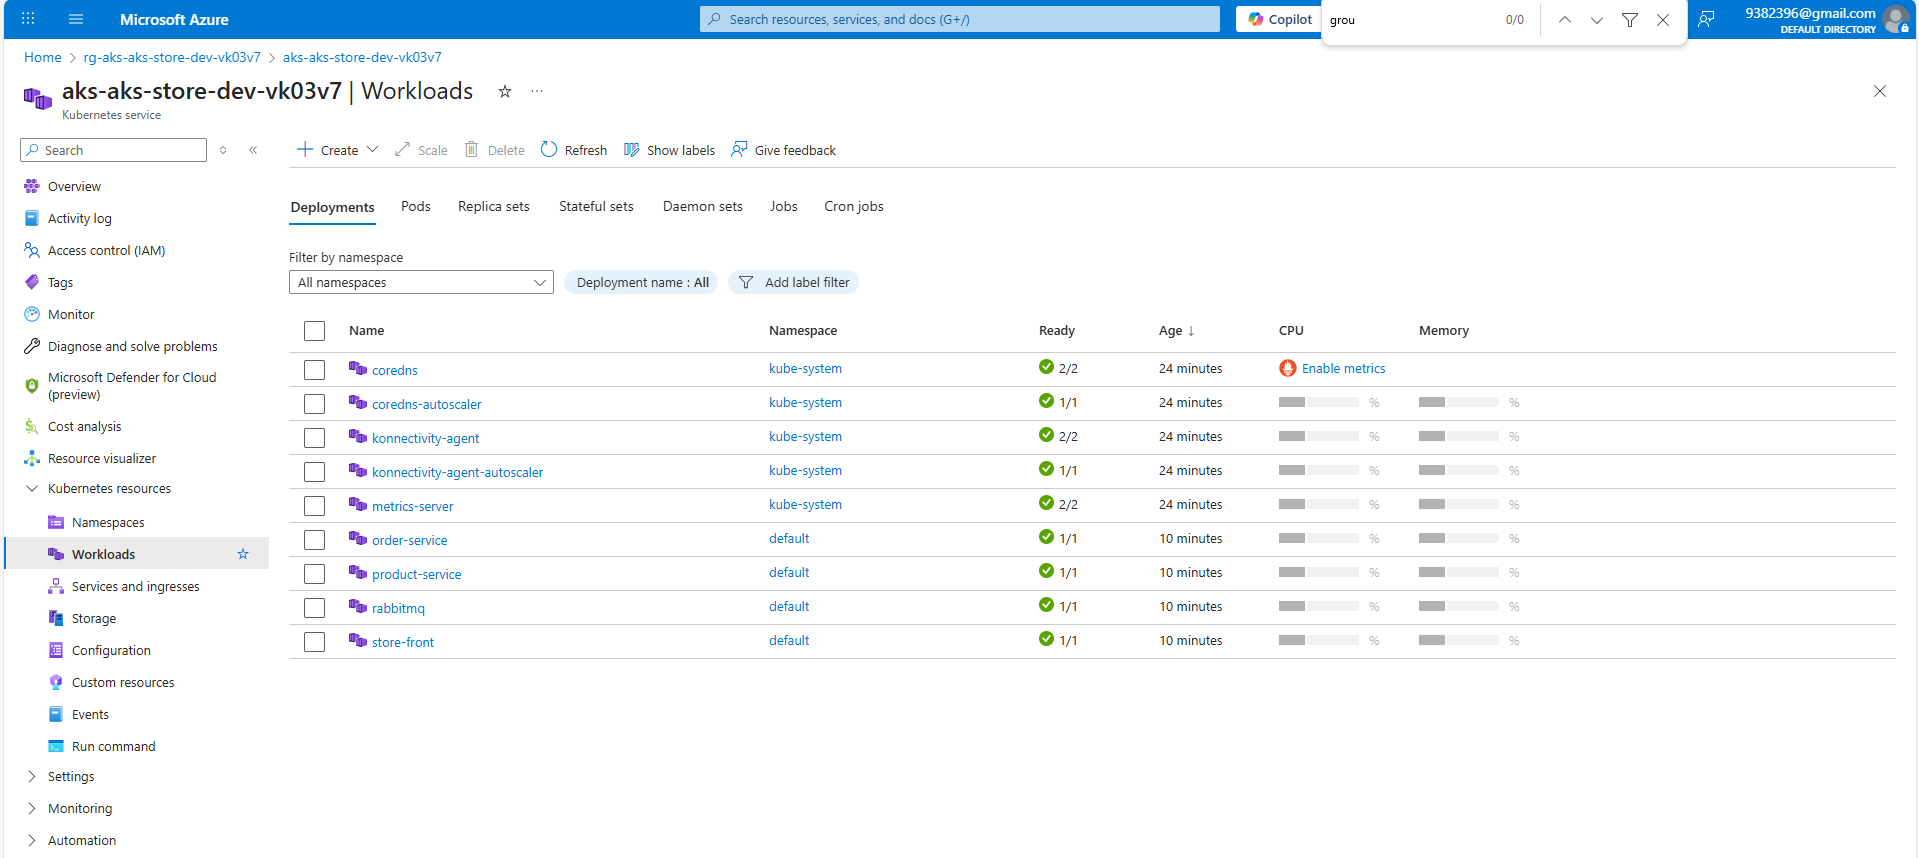 Microsoft Azure
Search resources, services, and docs (G+/)
Copilot
grou
0/0
9382396@gmail.com
DEFAULT DIRECTORY
Home > rg-aks-aks-store-dev-vk03v7 > aks-aks-store-dev-vk03v7
aks-aks-store-dev-vk03v7 | Workloads
Kubernetes service
Search
Overview
Activity log
Access control (IAM)
Tags
Monitor
Diagnose and solve problems
Microsoft Defender for Cloud
(preview)
Cost analysis
Resource visualizer
Kubernetes resources
Namespaces
Workloads
Services and ingresses
Storage
Configuration
Custom resources
Events
Run command
Settings
Monitoring
Automation
Create Scale Delete Refresh Show labels Give feedback
Deployments Pods Replica sets Stateful sets Daemon sets Jobs Cron jobs
Filter by namespace
All namespaces Deployment name : All Add label filter
Name Namespace Ready Age ↓ CPU Memory
coredns kube-system 2/2 24 minutes Enable metrics
coredns-autoscaler kube-system 1/1 24 minutes % %
konnectivity-agent kube-system 2/2 24 minutes % %
konnectivity-agent-autoscaler kube-system 1/1 24 minutes % %
metrics-server kube-system 2/2 24 minutes % %
order-service default 1/1 10 minutes % %
product-service default 1/1 10 minutes % %
rabbitmq default 1/1 10 minutes % %
store-front default 1/1 10 minutes % %